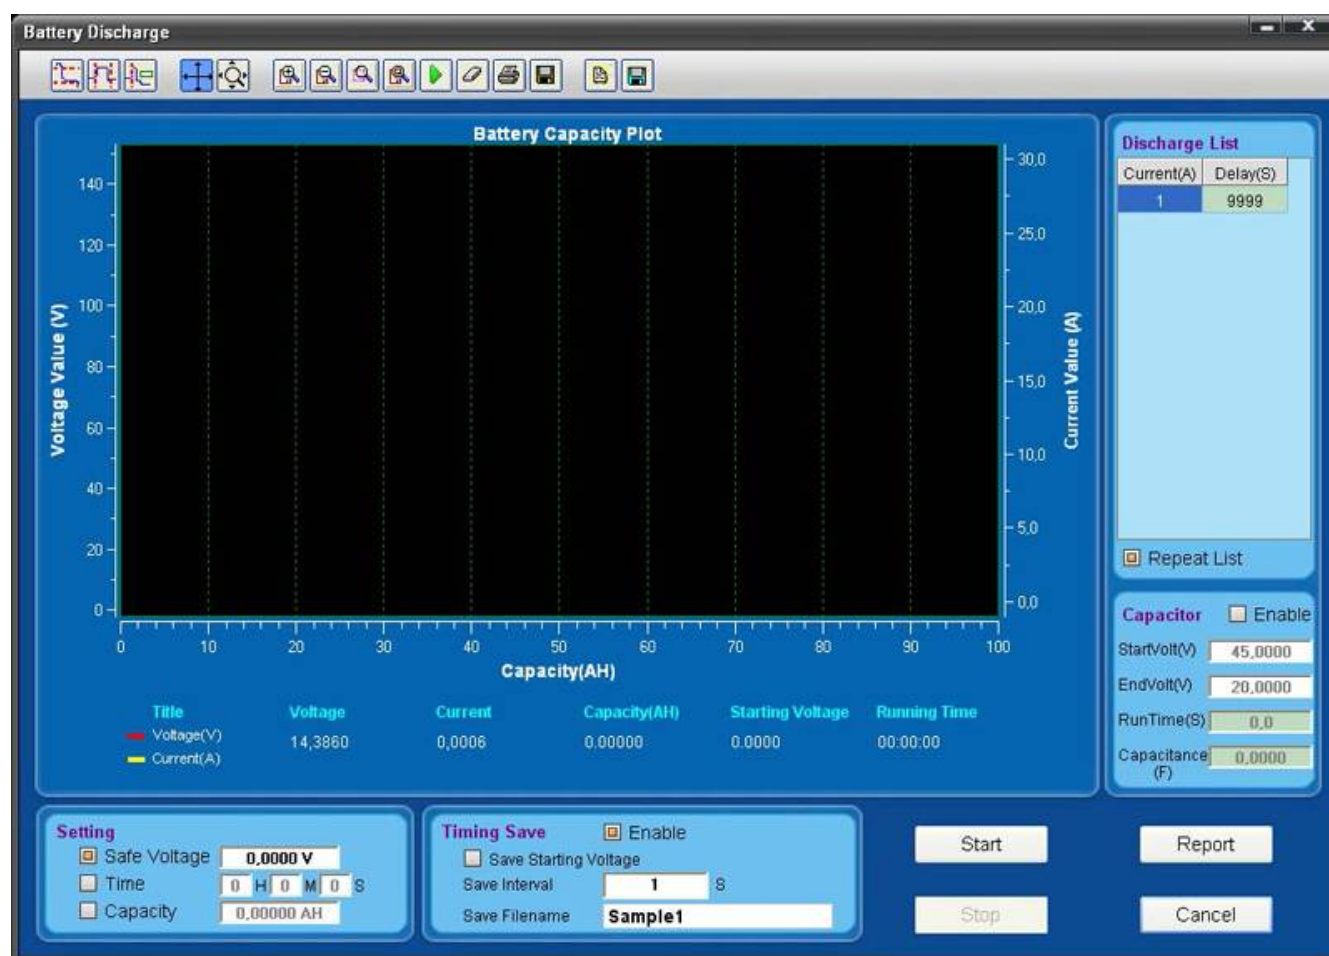 Battery Discharge
Battery Capacity Plot
Voltage Value (V)
140
120
100
80
60
40
20
0
30,0
25,0
20,0
15,0
10,0
5,0
0,0
Current Value (A)
0 10 20 30 40 50 60 70 80 90 100
Capacity(AH)
Title Voltage Current Capacity(AH) Starting Voltage Running Time
Voltage(V)
14,3860 0,0006 0.00000 0.0000 00:00:00
Current(A)
Discharge List
Current(A) Delay(S)
1 9999
Repeat List
Capacitor Enable
StartVolt(V) 45,0000
EndVolt(V) 20,0000
RunTime(S) 0,0
Capacitance 0,0000
(F)
Setting
Safe Voltage 0,0000 V
Time 0 H 0 M 0 S
Capacity 0,00000 AH
Timing Save Enable
Save Starting Voltage
Save Interval 1 S
Save Filename Sample1
Start
Report
Stop
Cancel